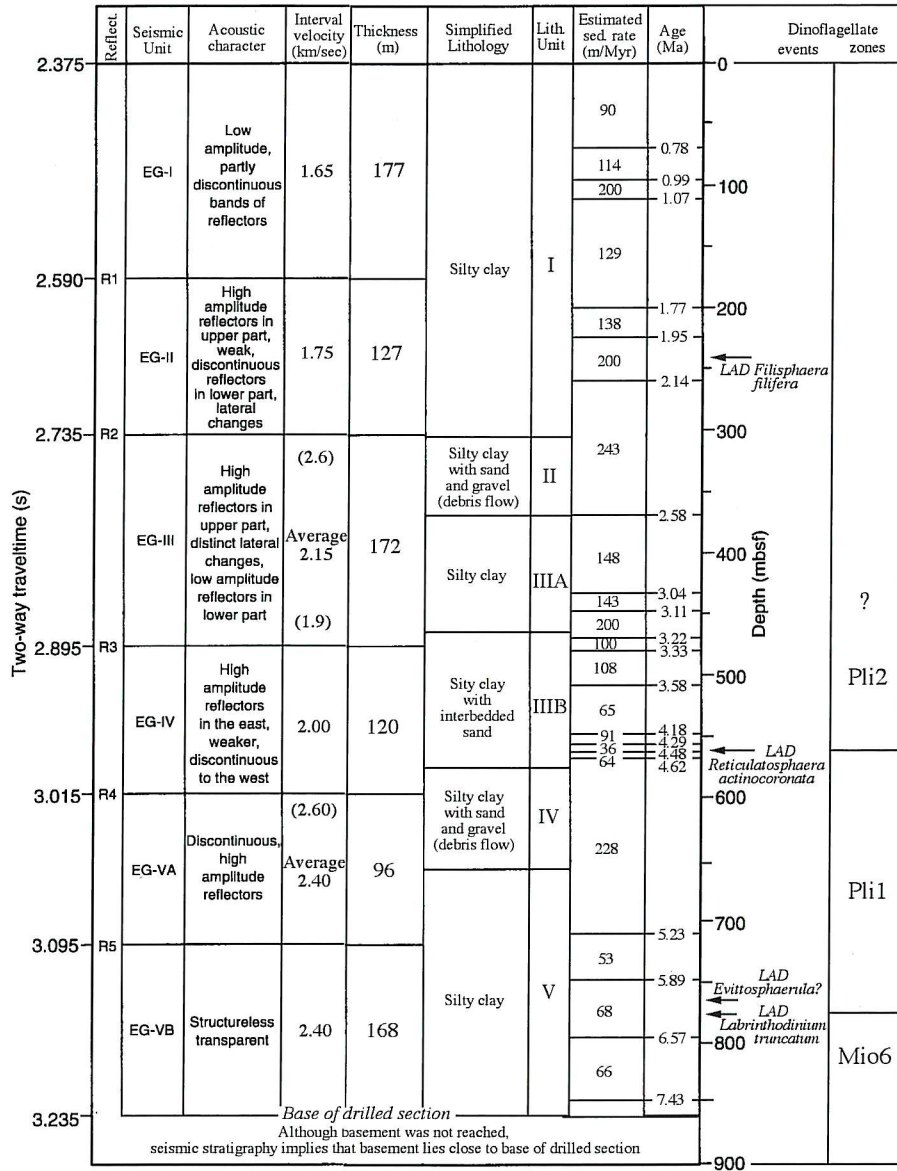 Two-way traveltime (s)
2.375
2.590
2.735
2.895
3.015
3.095
3.235
Reflect.
R1
R2
R3
R4
R5
Seismic
Unit
EG-I
EG-II
EG-III
EG-IV
EG-VA
EG-VB
Acoustic
character
Low
amplitude,
partly
discontinuous
bands of
reflectors
High
amplitude
reflectors in
upper part,
weak,
discontinuous
reflectors
in lower part,
lateral
changes
High
amplitude
reflectors in
upper part,
distinct lateral
changes,
low amplitude
reflectors in
lower part
High
amplitude
reflectors
in the east,
weaker,
discontinuous
to the west
Discontinuous,
high
amplitude
reflectors
Structureless
transparent
Interval
velocity
(km/sec)
1.65
1.75
(2.6)
Average
2.15
(1.9)
2.00
(2.60)
Average
2.40
2.40
Thickness
(m)
177
127
172
120
96
168
Simplified
Lithology
Silty clay
Silty clay
with sand
and gravel
(debris flow)
Silty clay
Sity clay
with
interbedded
sand
Silty clay
with sand
and gravel
(debris flow)
Silty clay
Lith.
Unit
I
II
IIIA
IIIB
IV
V
Estimated
sed. rate
(m/Myr)
90
114
200
129
138
200
243
148
143
200
100
108
65
91
36
64
228
53
68
66
Age
(Ma)
0.78
0.99
1.07
1.77
1.95
2.14
2.58
3.04
3.11
3.22
3.33
3.58
4.18
4.29
4.48
4.62
5.23
5.89
6.57
7.43
Depth (mbsf)
0
100
200
300
400
500
600
700
800
900
Dinoflagellate
events zones
LAD Filisphaera
filifera
LAD
Reticulatosphaera
actinocoronata
LAD
Evittosphaerula?
LAD
Labrinthodinium
truncatum
?
Pli2
Pli1
Mio6
Base of drilled section
Although basement was not reached,
seismic stratigraphy implies that basement lies close to base of drilled section